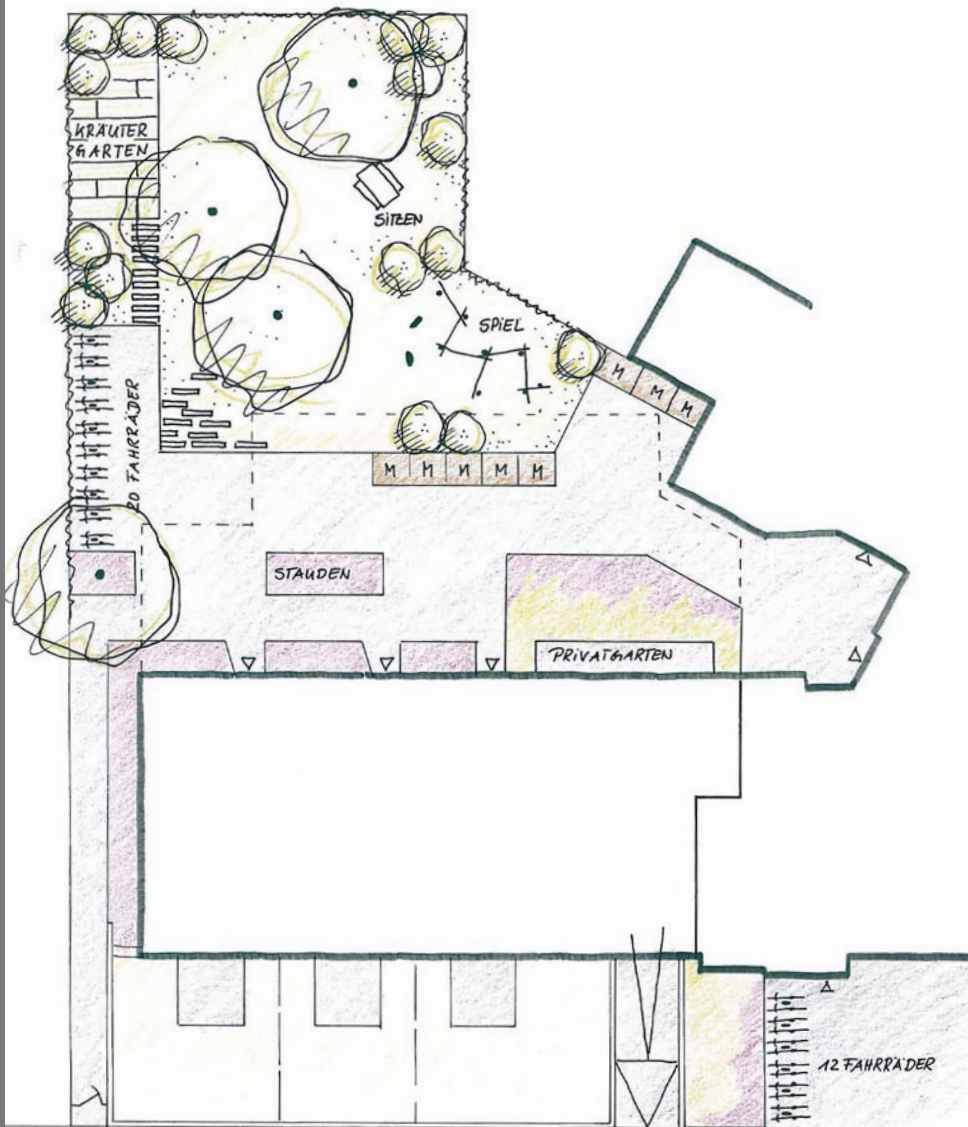 KRÄUTER
GARTEN
SITZEN
SPIEL
M M M
20 FAHRRÄDER
M M M M M
STAUDEN
PRIVATGARTEN
12 FAHRRÄDER